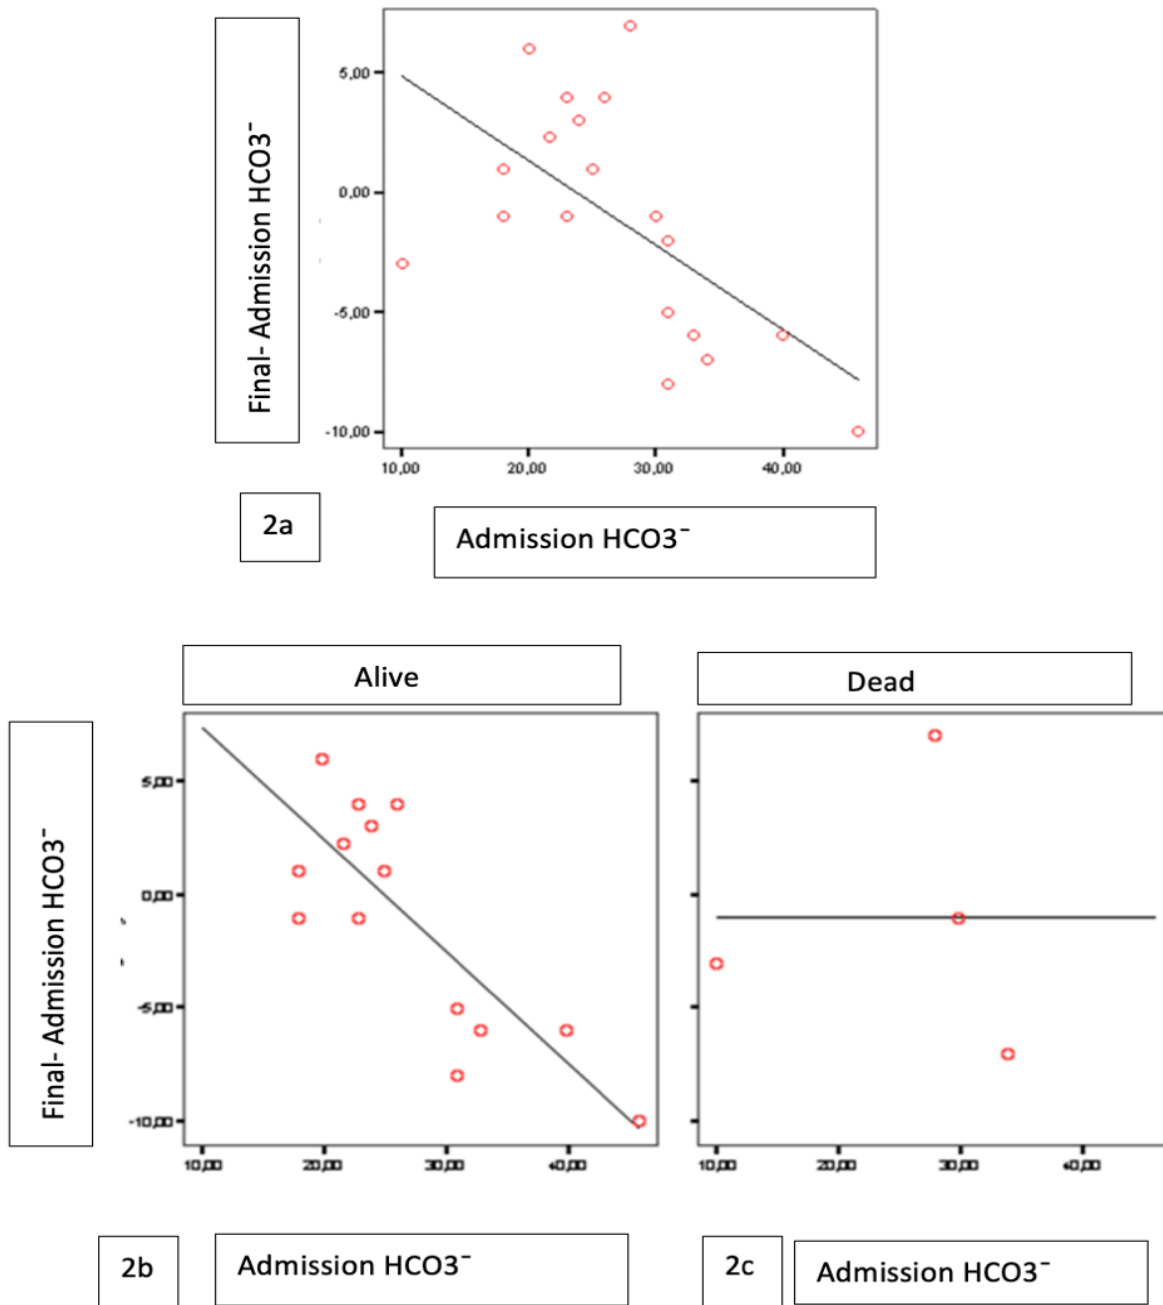 Final- Admission HCO3⁻
5,00
0,00
-5,00
-10,00
10,00 20,00 30,00 40,00
2a
Admission HCO3⁻
Alive
Dead
Final- Admission HCO3⁻
5,00
0,00
-5,00
-10,00
10,00 20,00 30,00 40,00
10,00 20,00 30,00 40,00
2b
Admission HCO3⁻
2c
Admission HCO3⁻